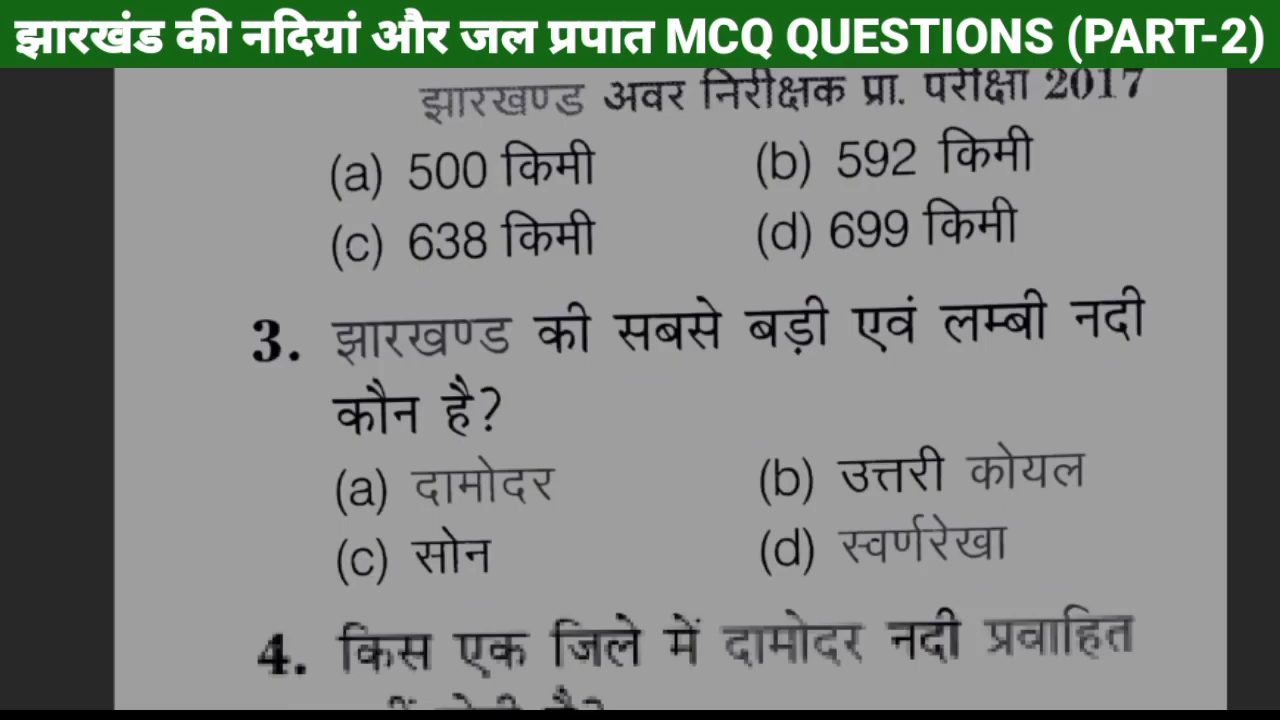 झारखंड की नदियां और जल प्रपात MCQ QUESTIONS (PART-2)
झारखण्ड अवर निरीक्षक प्रा. परीक्षा 2017
(a) 500 किमी (b) 592 किमी
(c) 638 किमी (d) 699 किमी
3. झारखण्ड की सबसे बड़ी एवं लम्बी नदी
कौन है?
(a) दामोदर (b) उत्तरी कोयल
(c) सोन (d) स्वर्णरेखा
4. किस एक जिले में दामोदर नदी प्रवाहित